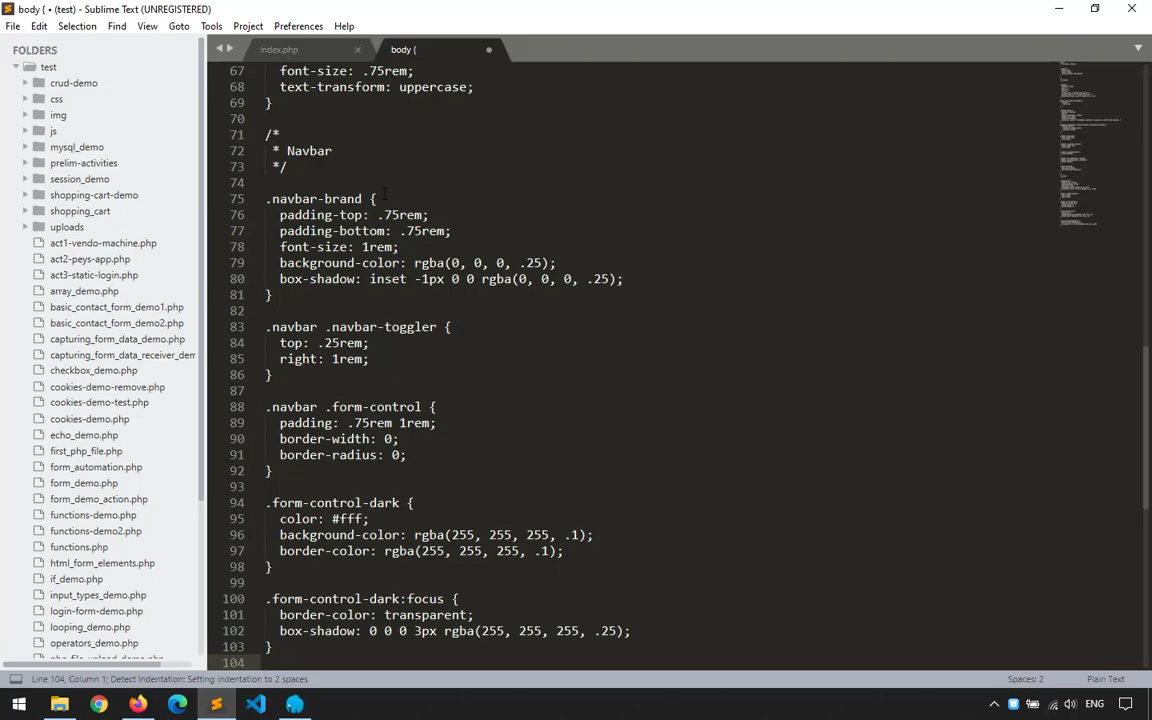 body { • (test) - Sublime Text (UNREGISTERED)
File Edit Selection Find View Goto Tools Project Preferences Help
FOLDERS
test
crud-demo
css
img
js
mysql_demo
prelim-activities
session_demo
shopping-cart-demo
shopping_cart
uploads
act1-vendo-machine.php
act2-peys-app.php
act3-static-login.php
array_demo.php
basic_contact_form_demo1.php
basic_contact_form_demo2.php
capturing_form_data_demo.php
capturing_form_data_receiver_dem
checkbox_demo.php
cookies-demo-remove.php
cookies-demo-test.php
cookies-demo.php
echo_demo.php
first_php_file.php
form_automation.php
form_demo.php
form_demo_action.php
functions-demo.php
functions-demo2.php
functions.php
html_form_elements.php
if_demo.php
input_types_demo.php
login-form-demo.php
looping_demo.php
operators_demo.php
index.php
body {
67 font-size: .75rem;
68 text-transform: uppercase;
69 }
70
71 /*
72 * Navbar
73 */
74
75 .navbar-brand {
76 padding-top: .75rem;
77 padding-bottom: .75rem;
78 font-size: 1rem;
79 background-color: rgba(0, 0, 0, .25);
80 box-shadow: inset -1px 0 0 rgba(0, 0, 0, .25);
81 }
82
83 .navbar .navbar-toggler {
84 top: .25rem;
85 right: 1rem;
86 }
87
88 .navbar .form-control {
89 padding: .75rem 1rem;
90 border-width: 0;
91 border-radius: 0;
92 }
93
94 .form-control-dark {
95 color: #fff;
96 background-color: rgba(255, 255, 255, .1);
97 border-color: rgba(255, 255, 255, .1);
98 }
99
100 .form-control-dark:focus {
101 border-color: transparent;
102 box-shadow: 0 0 0 3px rgba(255, 255, 255, .25);
103 }
104
Line 104, Column 1; Detect Indentation: Setting indentation to 2 spaces
Spaces: 2
Plain Text
ENG